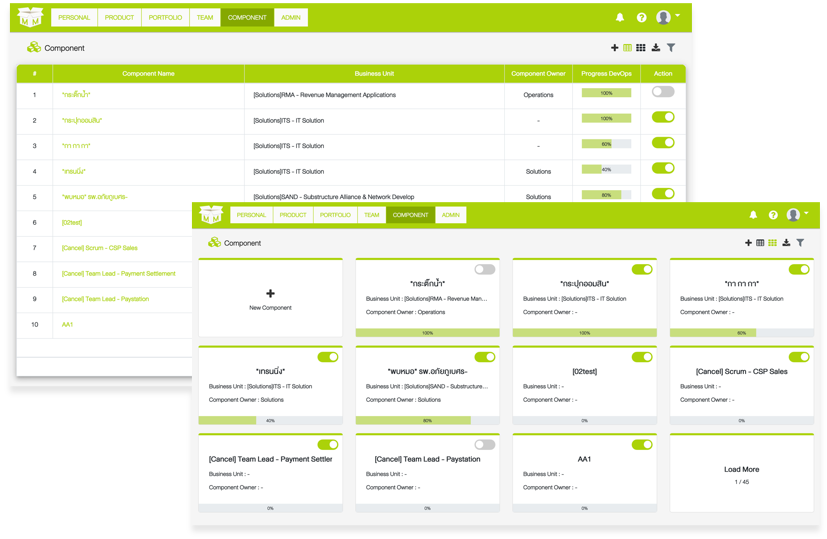 MM
PERSONAL PRODUCT PORTFOLIO TEAM COMPONENT ADMIN
Component
# Component Name Business Unit Component Owner Progress DevOps Action
1 *กระติ๊กน้ำ* [Solutions]RMA - Revenue Management Applications Operations 100%
2 *กระปุกออมสิน* [Solutions]ITS - IT Solution - 100%
3 *กา กา กา* [Solutions]ITS - IT Solution - 60%
4 *เทรนนิ่ง* [Solutions]ITS - IT Solution Solutions 40%
5 *พบหมอ* รพ.อภัยภูเบศร- [Solutions]SAND - Substructure Alliance & Network Develop Solutions 80%
6 [02test]
7 [Cancel] Scrum - CSP Sales
8 [Cancel] Team Lead - Payment Settlement
9 [Cancel] Team Lead - Paystation
10 AA1
MM
PERSONAL PRODUCT PORTFOLIO TEAM COMPONENT ADMIN
Component
New Component
*กระติ๊กน้ำ*
Business Unit : [Solutions]RMA - Revenue Man...
Component Owner : Operations
100%
*กระปุกออมสิน*
Business Unit : [Solutions]ITS - IT Solution
Component Owner : -
100%
*กา กา กา*
Business Unit : [Solutions]ITS - IT Solution
Component Owner : -
60%
*เทรนนิ่ง*
Business Unit : [Solutions]ITS - IT Solution
Component Owner : Solutions
40%
*พบหมอ* รพ.อภัยภูเบศร-
Business Unit : [Solutions]SAND - Substructure...
Component Owner : Solutions
80%
[02test]
Business Unit : -
Component Owner : -
0%
[Cancel] Scrum - CSP Sales
Business Unit : -
Component Owner : -
0%
[Cancel] Team Lead - Payment Settler
Business Unit : -
Component Owner : -
0%
[Cancel] Team Lead - Paystation
Business Unit : -
Component Owner : -
0%
AA1
Business Unit : -
Component Owner : -
0%
Load More
1 / 45